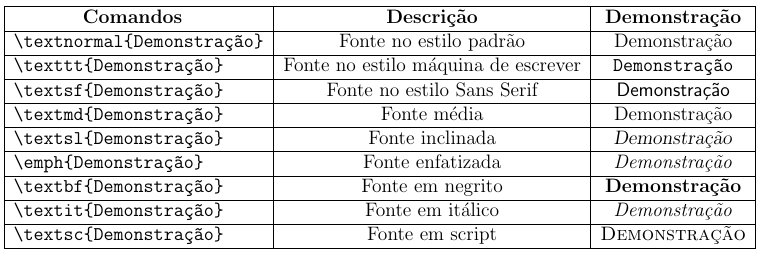 Comandos Descrição Demonstração
\textnormal{Demonstração} Fonte no estilo padrão Demonstração
\texttt{Demonstração} Fonte no estilo máquina de escrever Demonstração
\textsf{Demonstração} Fonte no estilo Sans Serif Demonstração
\textmd{Demonstração} Fonte média Demonstração
\textsl{Demonstração} Fonte inclinada Demonstração
\emph{Demonstração} Fonte enfatizada Demonstração
\textbf{Demonstração} Fonte em negrito Demonstração
\textit{Demonstração} Fonte em itálico Demonstração
\textsc{Demonstração} Fonte em script Demonstração